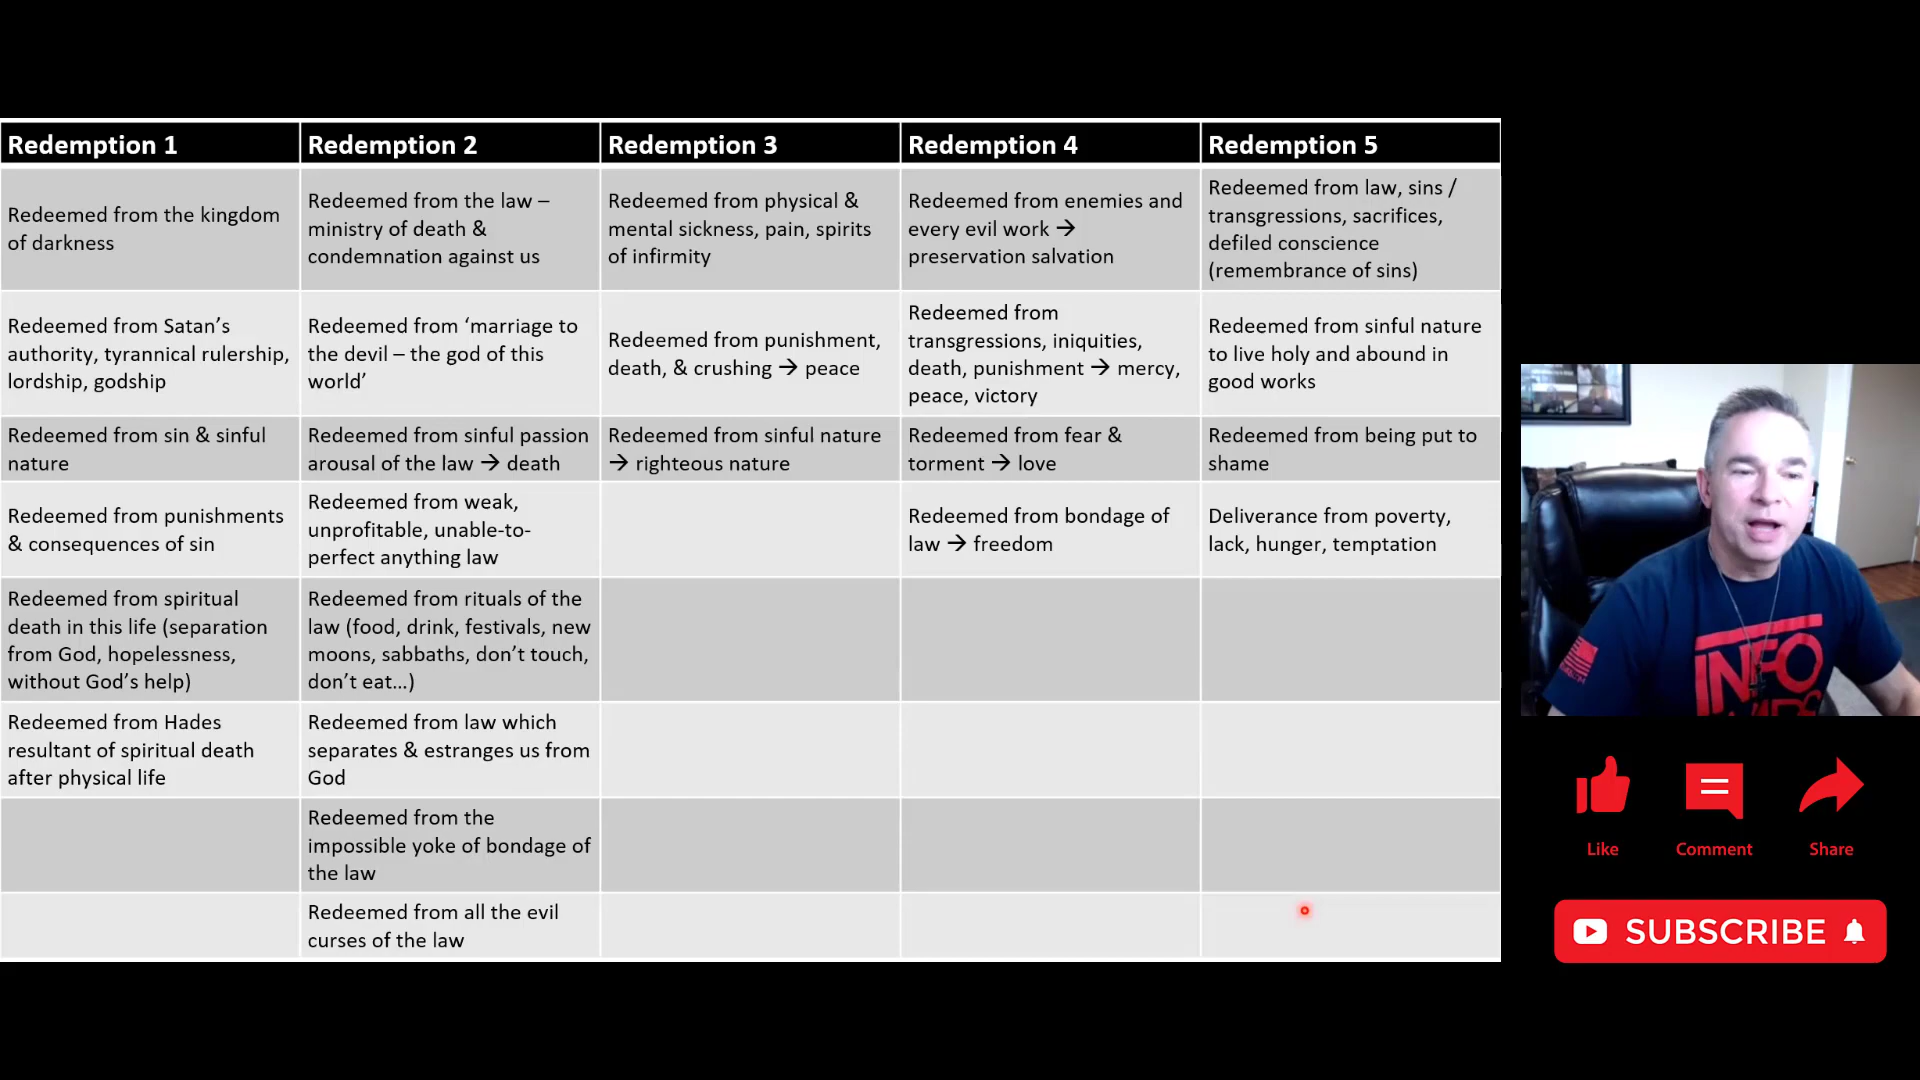 Redemption 1
Redemption 2
Redemption 3
Redemption 4
Redemption 5
Redeemed from the kingdom
of darkness
Redeemed from the law –
ministry of death &
condemnation against us
Redeemed from physical &
mental sickness, pain, spirits
of infirmity
Redeemed from enemies and
every evil work →
preservation salvation
Redeemed from law, sins /
transgressions, sacrifices,
defiled conscience
(remembrance of sins)
Redeemed from Satan’s
authority, tyrannical rulership,
lordship, godship
Redeemed from ‘marriage to
the devil – the god of this
world’
Redeemed from punishment,
death, & crushing → peace
Redeemed from
transgressions, iniquities,
death, punishment → mercy,
peace, victory
Redeemed from sinful nature
to live holy and abound in
good works
Redeemed from sin & sinful
nature
Redeemed from sinful passion
arousal of the law → death
Redeemed from sinful nature
→ righteous nature
Redeemed from fear &
torment → love
Redeemed from being put to
shame
Redeemed from punishments
& consequences of sin
Redeemed from weak,
unprofitable, unable-to-
perfect anything law
Redeemed from bondage of
law → freedom
Deliverance from poverty,
lack, hunger, temptation
Redeemed from spiritual
death in this life (separation
from God, hopelessness,
without God’s help)
Redeemed from rituals of the
law (food, drink, festivals, new
moons, sabbaths, don’t touch,
don’t eat…)
Redeemed from Hades
resultant of spiritual death
after physical life
Redeemed from law which
separates & estranges us from
God
Redeemed from the
impossible yoke of bondage of
the law
Redeemed from all the evil
curses of the law
INFO
Like
Comment
Share
SUBSCRIBE